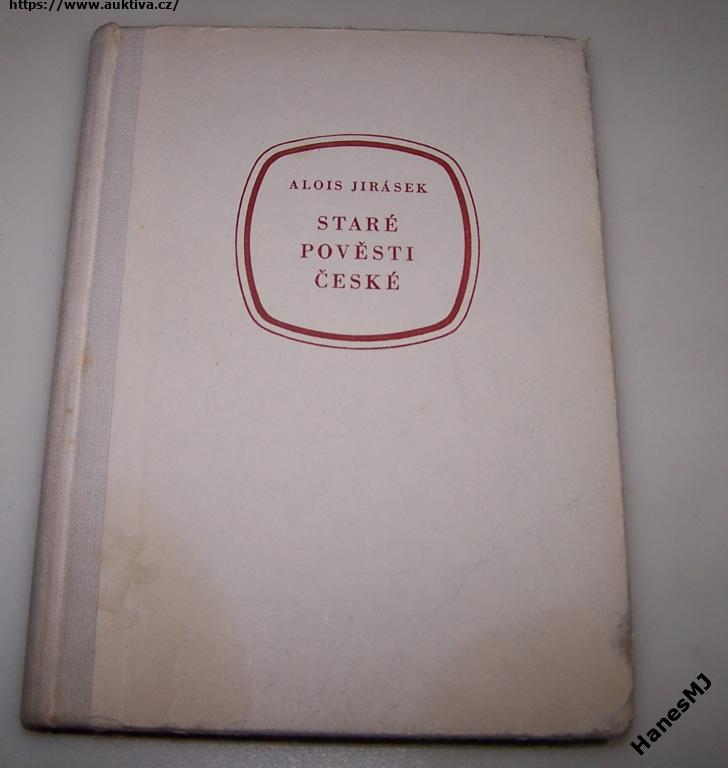 https://www.auktiva.cz/
ALOIS JIRÁSEK
STARÉ
POVĚSTI
ČESKÉ
HanesMJ